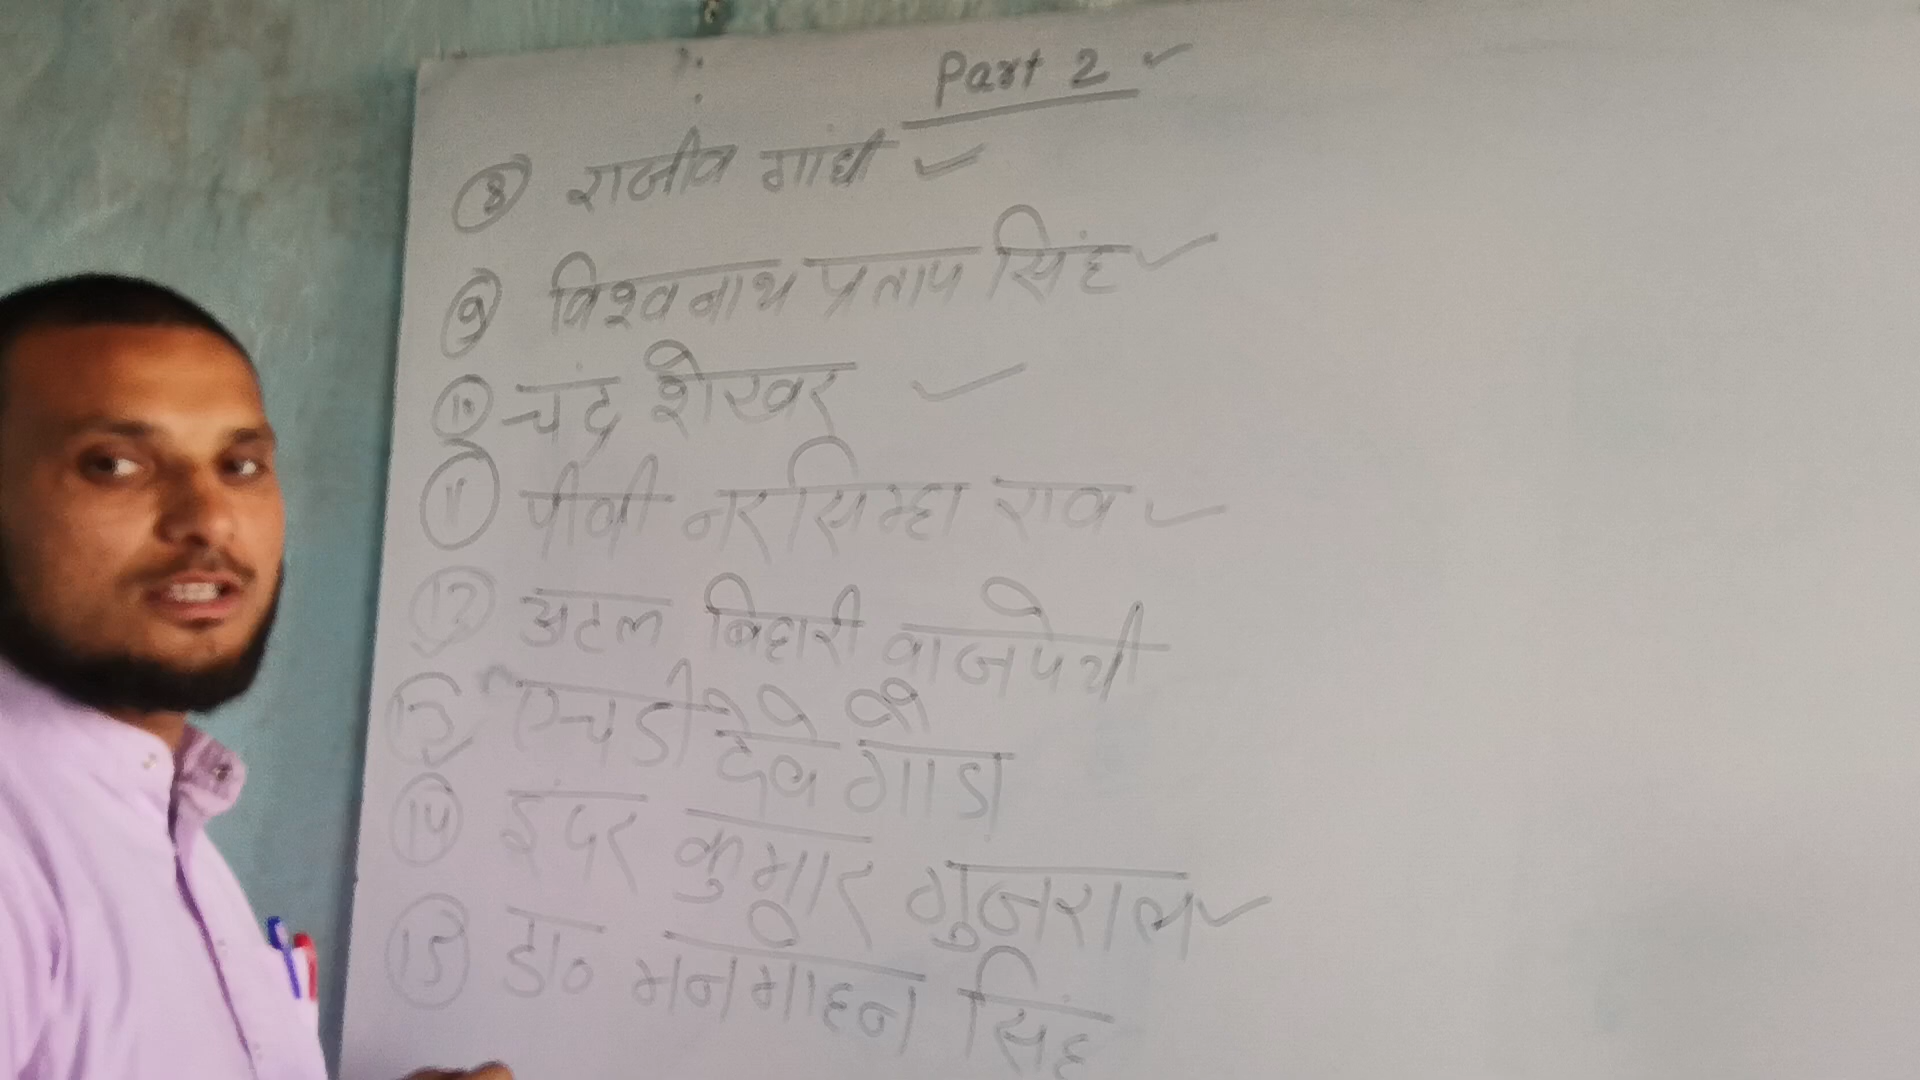 Part 2
8 राजीव गांधी
9 विश्वनाथ प्रताप सिंह
10 चंद्र शेखर
11 पीवी नरसिम्हा राव
12 अटल बिहारी वाजपेयी
13 एचडी देवे गौडा
14 इंदर कुमार गुजराल
15 डा० मनमोहन सिंह